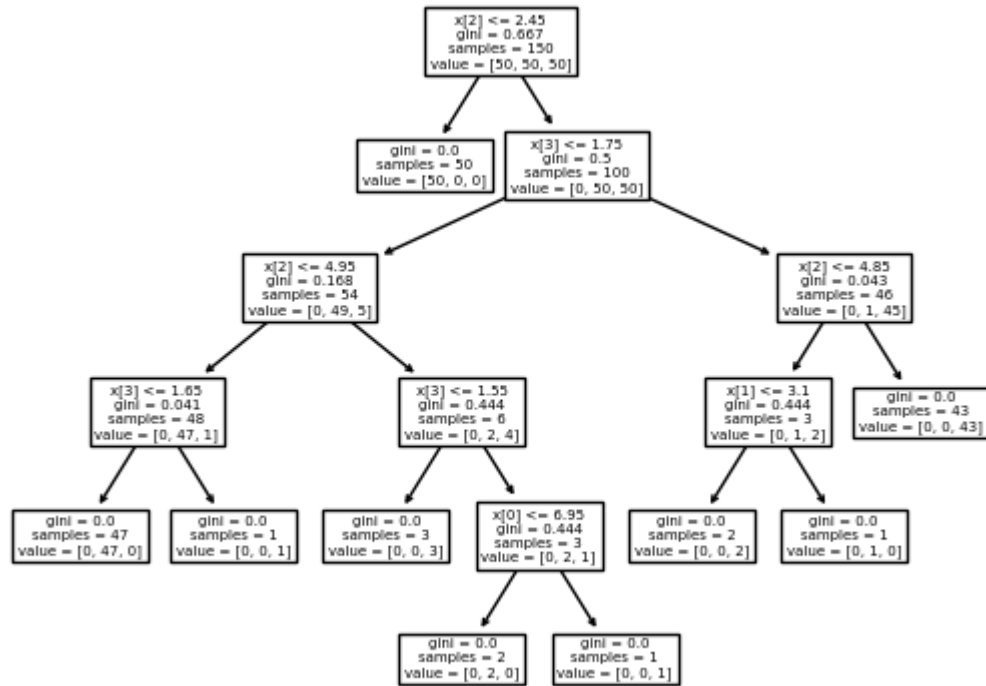 x[2] <= 2.45
gini = 0.667
samples = 150
value = [50, 50, 50]
gini = 0.0
samples = 50
value = [50, 0, 0]
x[3] <= 1.75
gini = 0.5
samples = 100
value = [0, 50, 50]
x[2] <= 4.95
gini = 0.168
samples = 54
value = [0, 49, 5]
x[2] <= 4.85
gini = 0.043
samples = 46
value = [0, 1, 45]
x[3] <= 1.65
gini = 0.041
samples = 48
value = [0, 47, 1]
x[3] <= 1.55
gini = 0.444
samples = 6
value = [0, 2, 4]
x[1] <= 3.1
gini = 0.444
samples = 3
value = [0, 1, 2]
gini = 0.0
samples = 43
value = [0, 0, 43]
gini = 0.0
samples = 47
value = [0, 47, 0]
gini = 0.0
samples = 1
value = [0, 0, 1]
gini = 0.0
samples = 3
value = [0, 0, 3]
x[0] <= 6.95
gini = 0.444
samples = 3
value = [0, 2, 1]
gini = 0.0
samples = 2
value = [0, 0, 2]
gini = 0.0
samples = 1
value = [0, 1, 0]
gini = 0.0
samples = 2
value = [0, 2, 0]
gini = 0.0
samples = 1
value = [0, 0, 1]